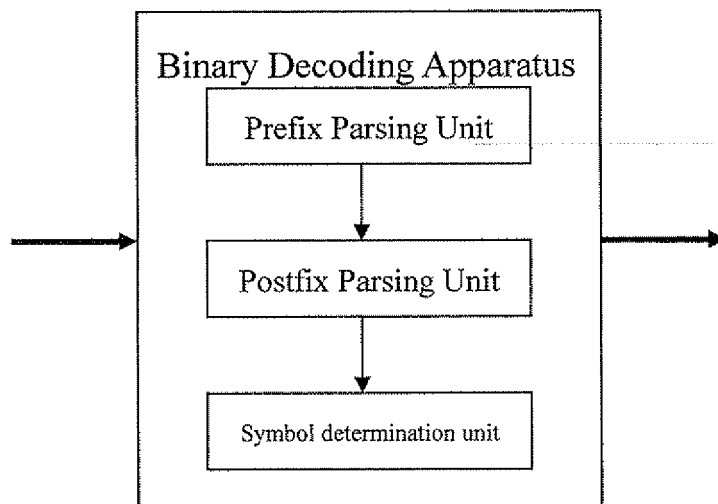 Binary Decoding Apparatus
Prefix Parsing Unit
Postfix Parsing Unit
Symbol determination unit